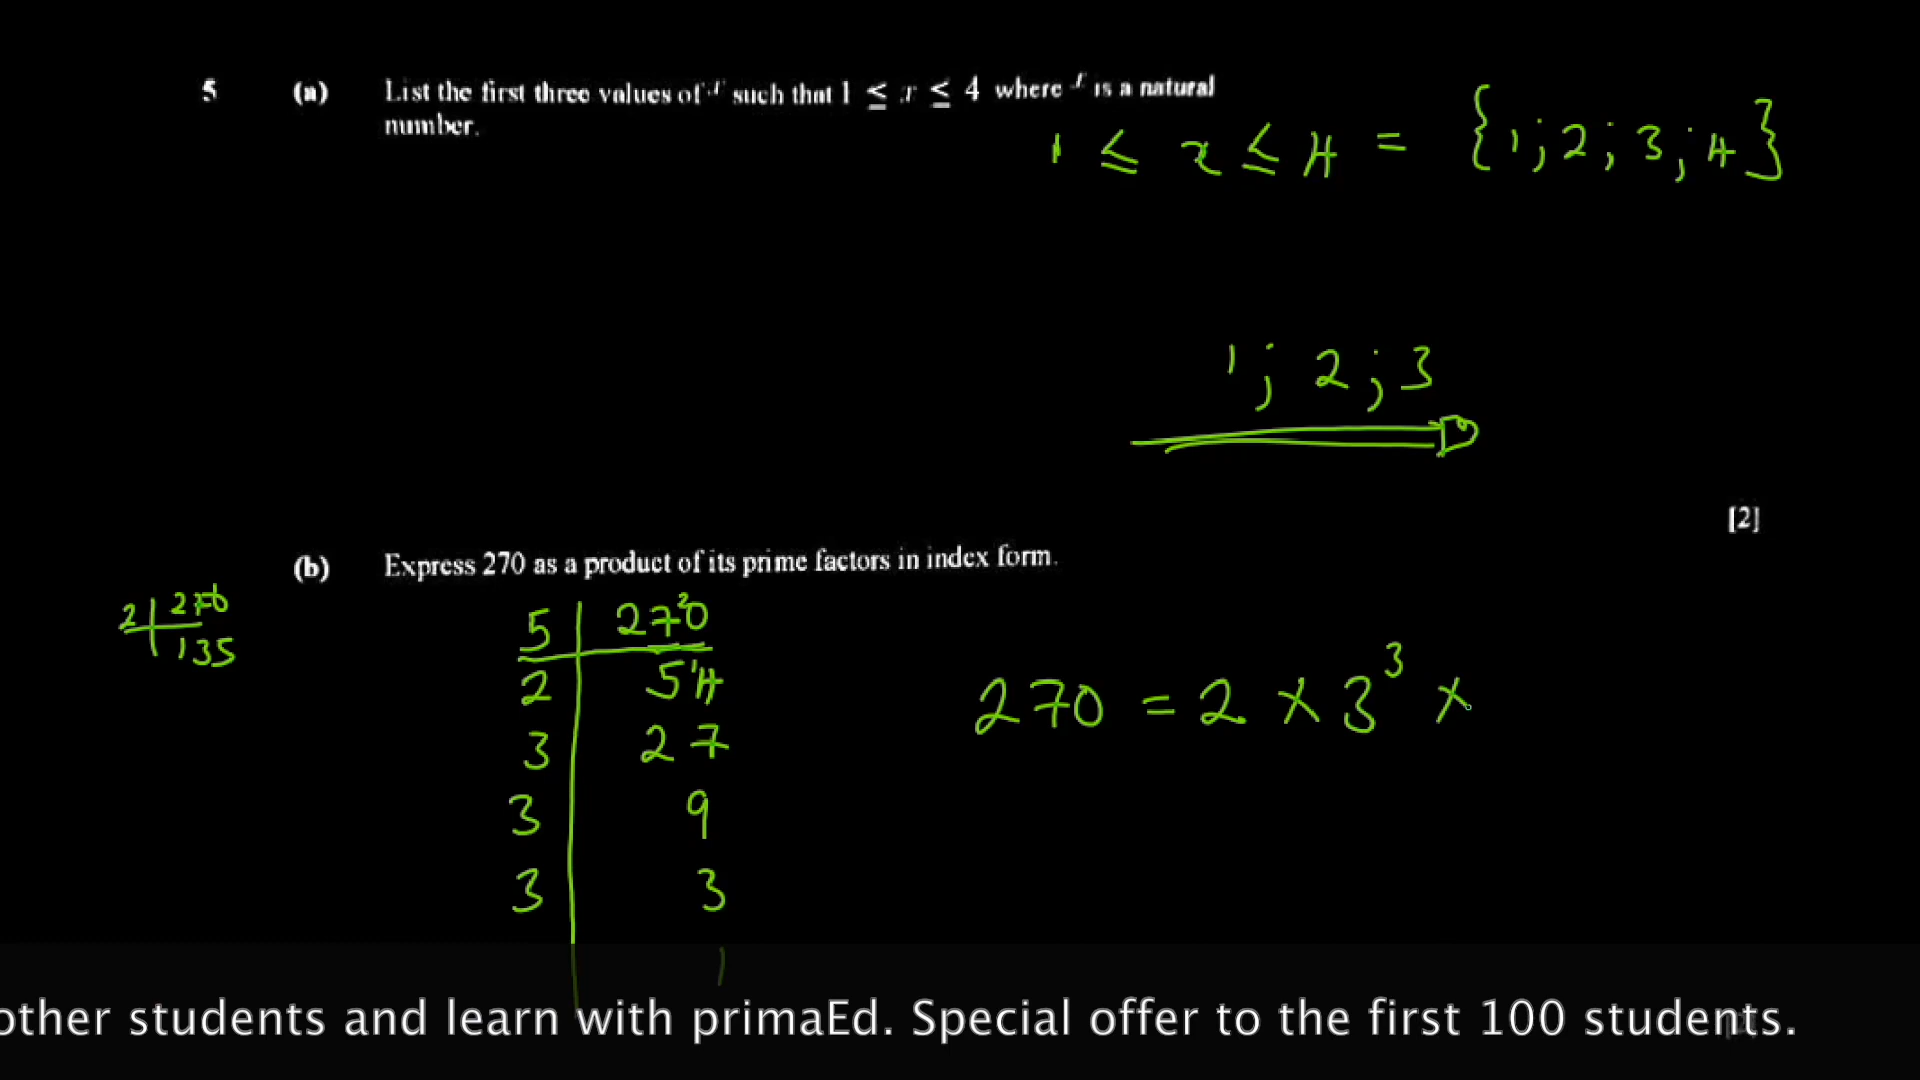 5 (a) List the first three values of x such that 1 ≤ x ≤ 4 where x is a natural
number.
1 ≤ x ≤ 4 = {1; 2; 3; 4}
1; 2; 3
[2]
(b) Express 270 as a product of its prime factors in index form.
2 | 270
135
5 | 270
2 | 54
3 | 27
3 | 9
3 | 3
1
270 = 2 × 3³ ×
other students and learn with primaEd. Special offer to the first 100 students.